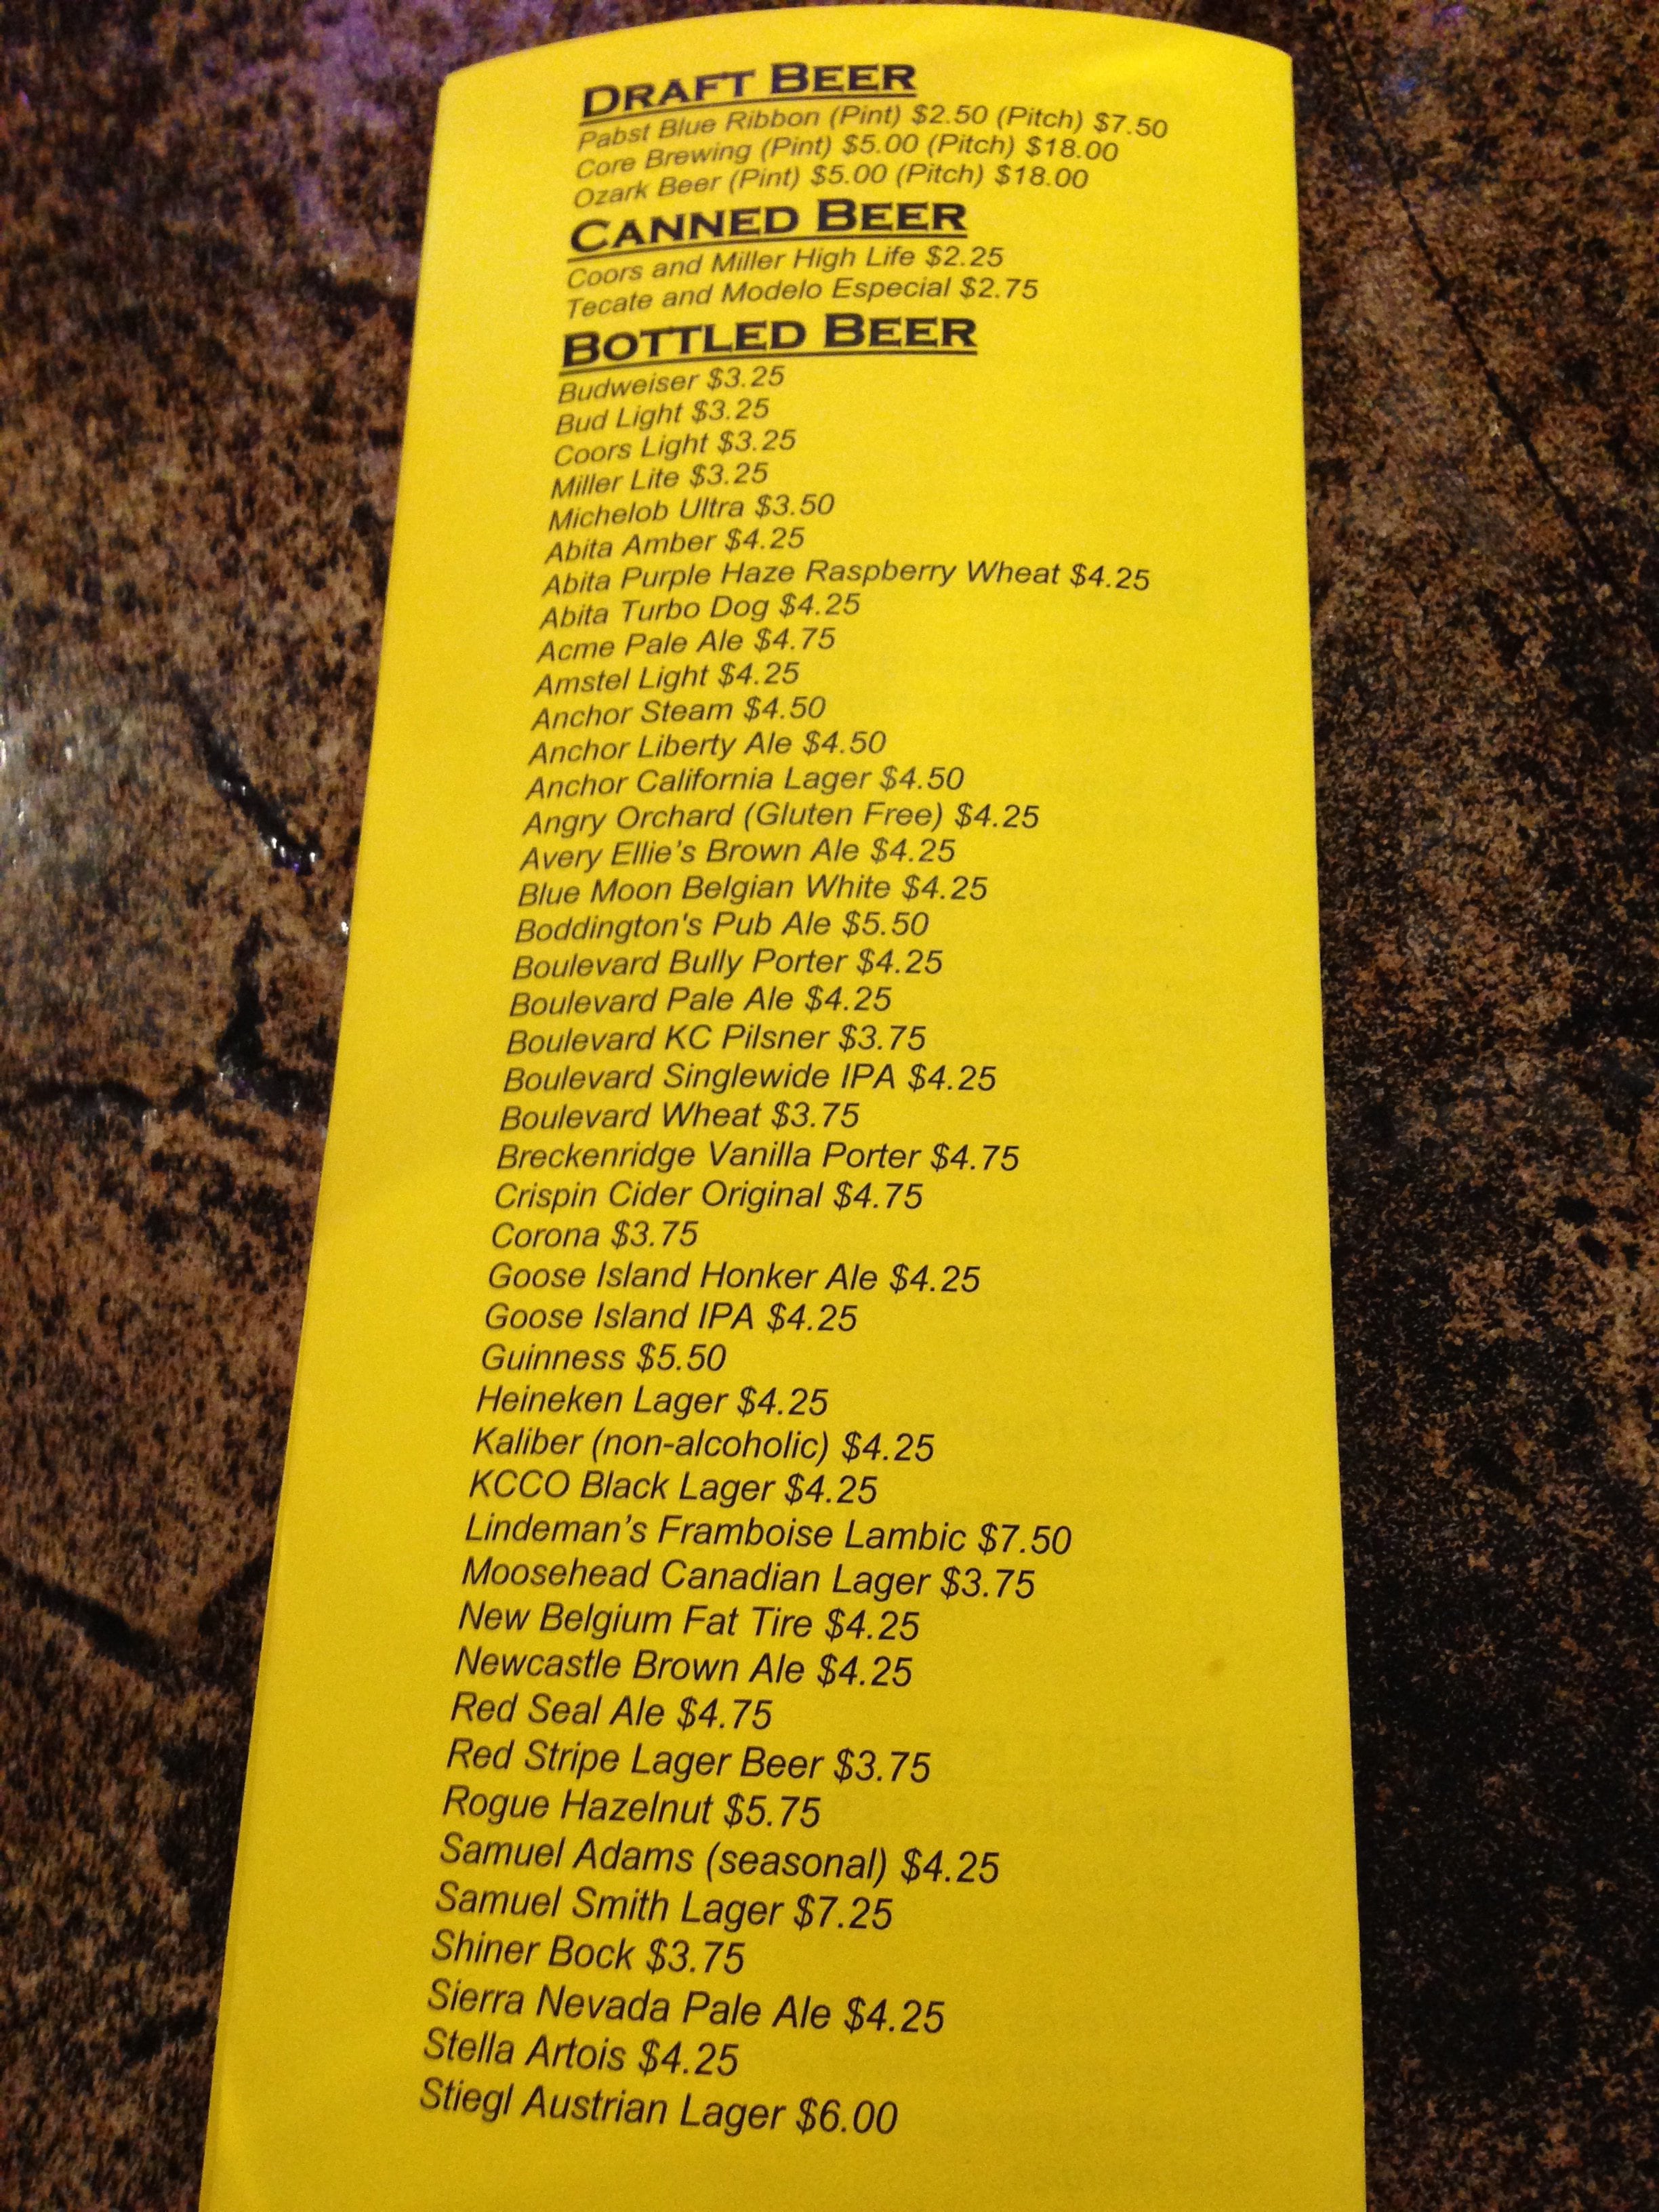 DRAFT BEER
Pabst Blue Ribbon (Pint) $2.50 (Pitch) $7.50
Core Brewing (Pint) $5.00 (Pitch) $18.00
Ozark Beer (Pint) $5.00 (Pitch) $18.00
CANNED BEER
Coors and Miller High Life $2.25
Tecate and Modelo Especial $2.75
BOTTLED BEER
Budweiser $3.25
Bud Light $3.25
Coors Light $3.25
Miller Lite $3.25
Michelob Ultra $3.50
Abita Amber $4.25
Abita Purple Haze Raspberry Wheat $4.25
Abita Turbo Dog $4.25
Acme Pale Ale $4.75
Amstel Light $4.25
Anchor Steam $4.50
Anchor Liberty Ale $4.50
Anchor California Lager $4.50
Angry Orchard (Gluten Free) $4.25
Avery Ellie's Brown Ale $4.25
Blue Moon Belgian White $4.25
Boddington's Pub Ale $5.50
Boulevard Bully Porter $4.25
Boulevard Pale Ale $4.25
Boulevard KC Pilsner $3.75
Boulevard Singlewide IPA $4.25
Boulevard Wheat $3.75
Breckenridge Vanilla Porter $4.75
Crispin Cider Original $4.75
Corona $3.75
Goose Island Honker Ale $4.25
Goose Island IPA $4.25
Guinness $5.50
Heineken Lager $4.25
Kaliber (non-alcoholic) $4.25
KCCO Black Lager $4.25
Lindeman's Framboise Lambic $7.50
Moosehead Canadian Lager $3.75
New Belgium Fat Tire $4.25
Newcastle Brown Ale $4.25
Red Seal Ale $4.75
Red Stripe Lager Beer $3.75
Rogue Hazelnut $5.75
Samuel Adams (seasonal) $4.25
Samuel Smith Lager $7.25
Shiner Bock $3.75
Sierra Nevada Pale Ale $4.25
Stella Artois $4.25
Stiegl Austrian Lager $6.00